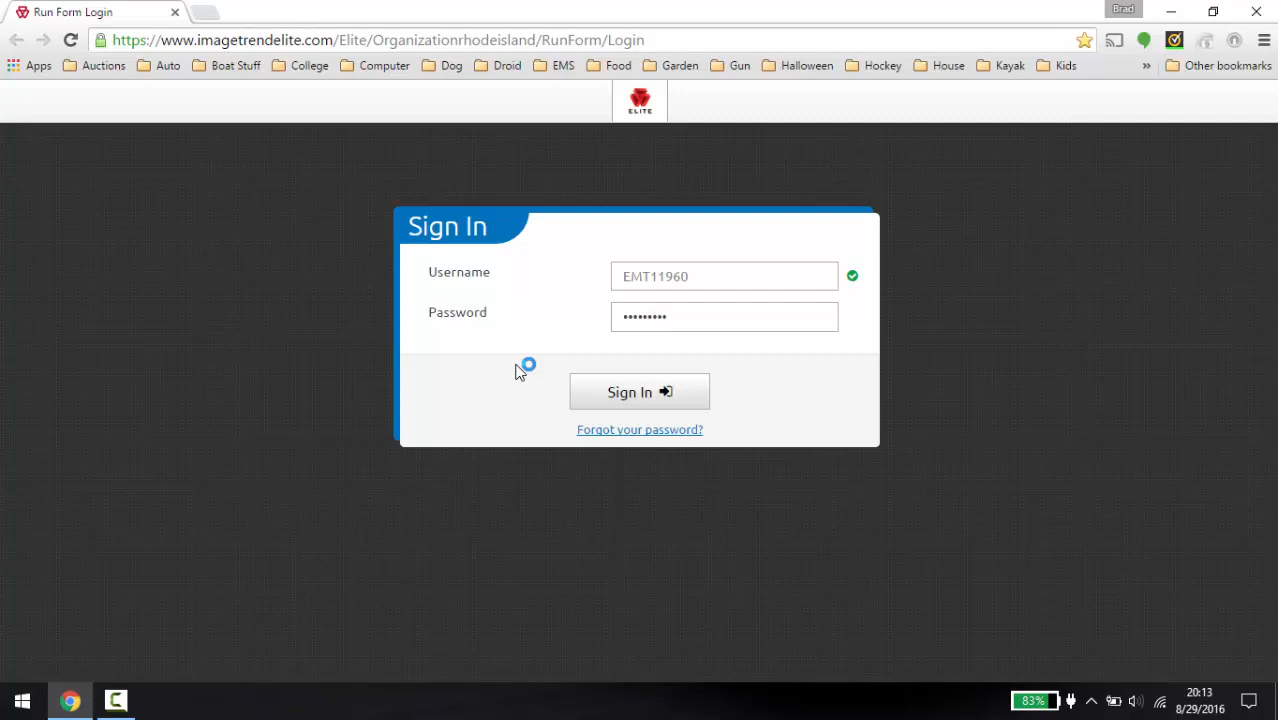 Run Form Login
Brad
https://www.imagetrendelite.com/Elite/Organizationrhodeisland/RunForm/Login
Apps Auctions Auto Boat Stuff College Computer Dog Droid EMS Food Garden Gun Halloween Hockey House Kayak Kids » Other bookmarks
ELITE
Sign In
Username EMT11960
Password •••••••••
Sign In
Forgot your password?
83%
20:13
8/29/2016